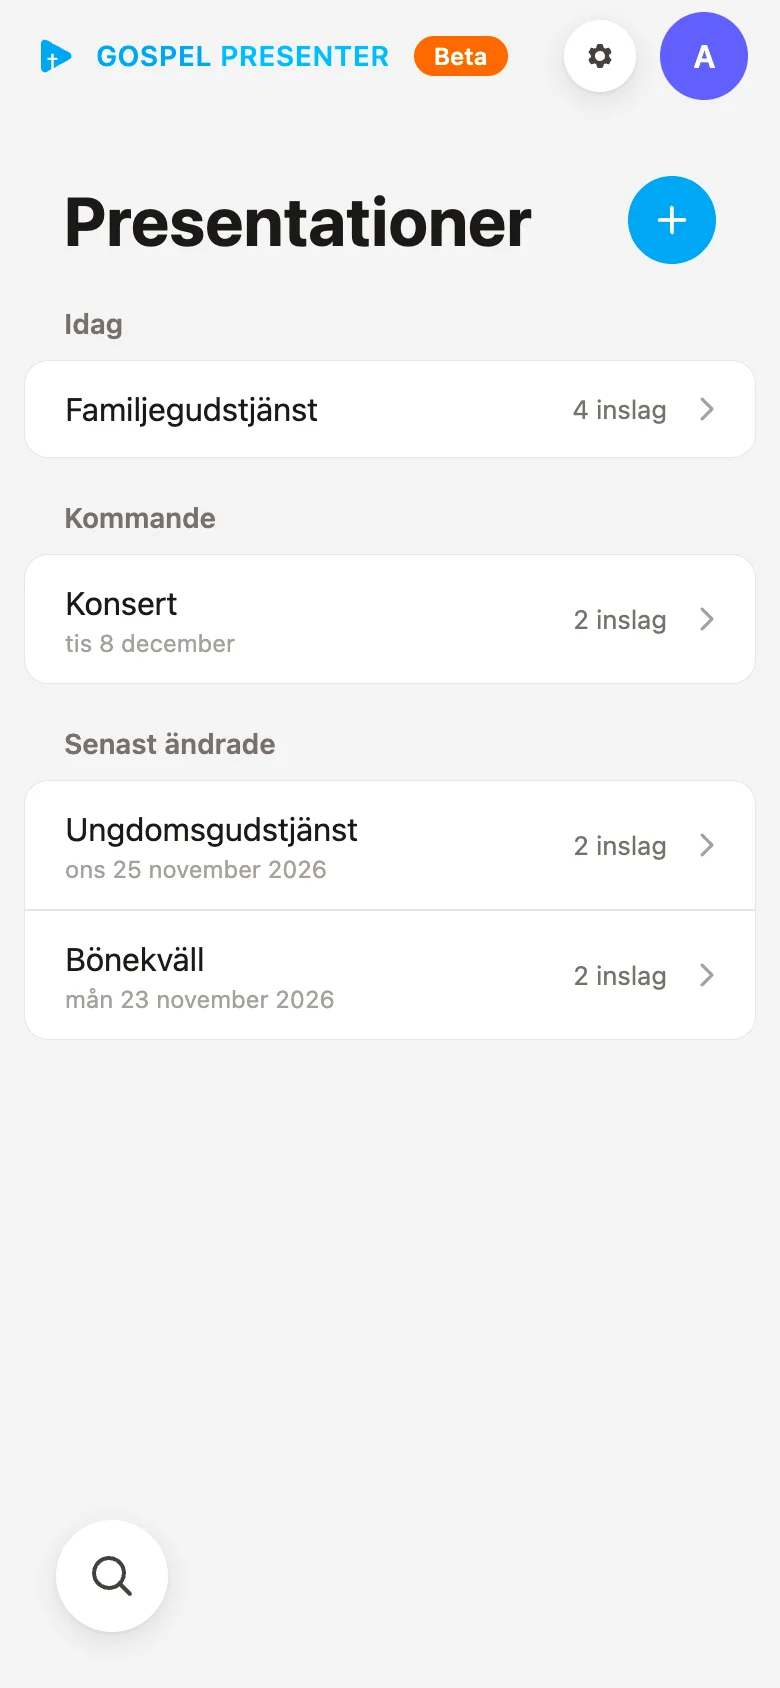 GOSPEL PRESENTER
Beta
A
Presentationer
Idag
Familjegudstjänst
4 inslag
Kommande
Konsert
tis 8 december
2 inslag
Senast ändrade
Ungdomsgudstjänst
ons 25 november 2026
2 inslag
Bönekväll
mån 23 november 2026
2 inslag